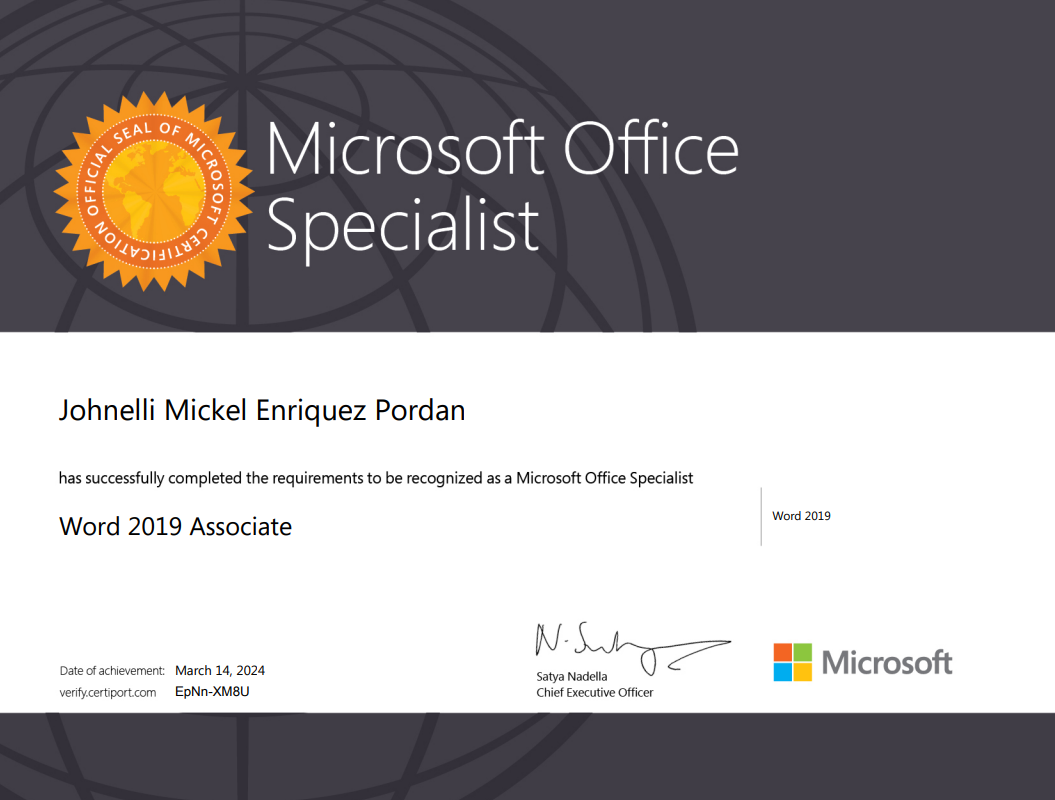 OFFICIAL SEAL OF MICROSOFT CERTIFICATION
Microsoft Office
Specialist
Johnelli Mickel Enriquez Pordan
has successfully completed the requirements to be recognized as a Microsoft Office Specialist
Word 2019 Associate
Word 2019
Date of achievement: March 14, 2024
verify.certiport.com EpNn-XM8U
Satya Nadella
Chief Executive Officer
Microsoft